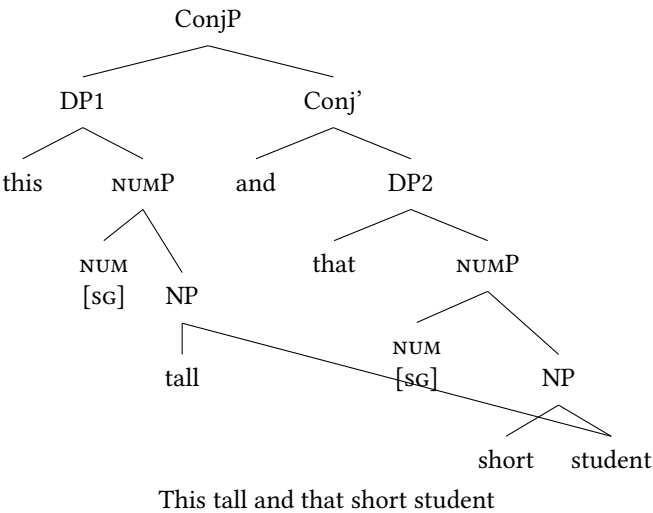 ConjP
DP1 Conj’
this NUMP and DP2
NUM that NUMP
[SG] NP
NUM
tall [SG] NP
short student
This tall and that short student